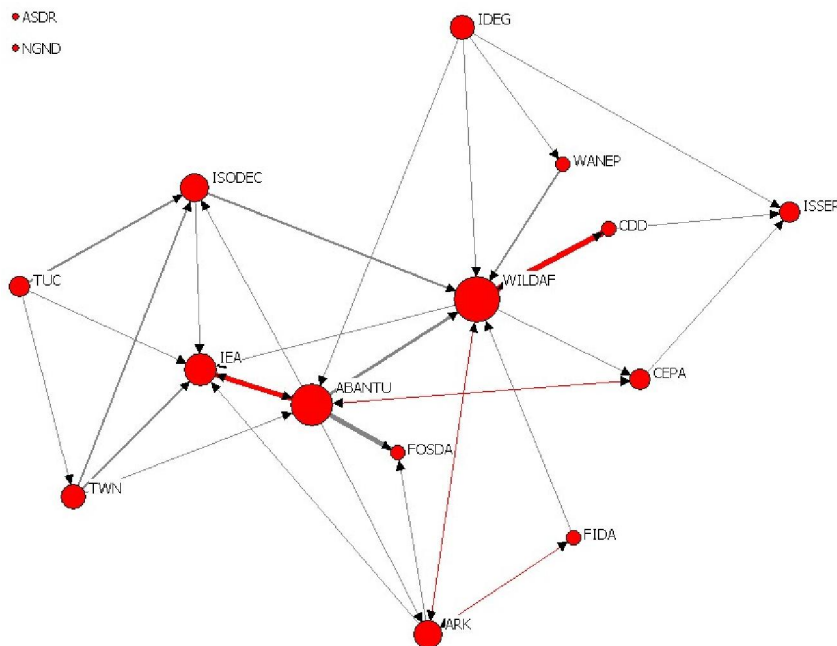 ASDR
IDEG
NGND
WANEP
ISODEC
ISSER
CDD
TUC
WILDAF
IEA
ABANTU
CEPA
FOSDA
TWN
FIDA
ARK